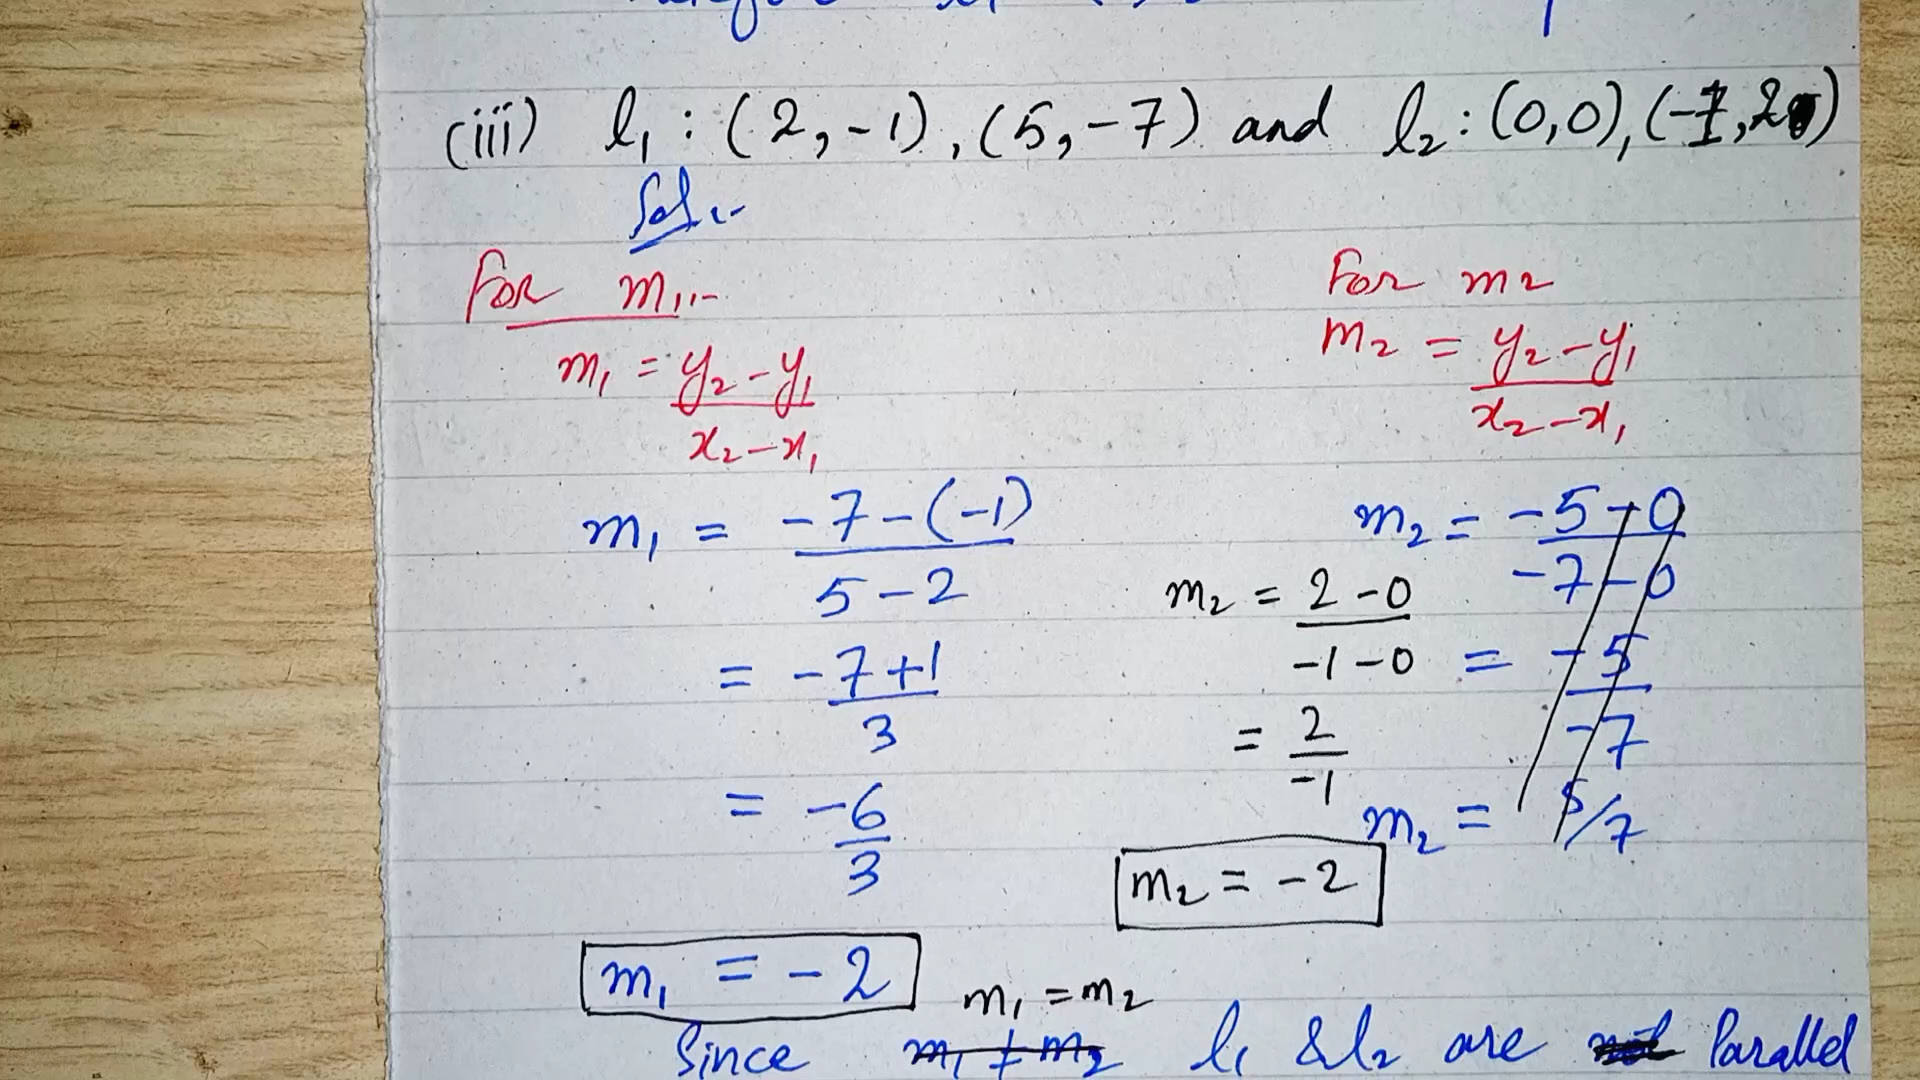 (iii) l₁ : (2, -1), (5, -7) and l₂ : (0,0), (-1, 2)
Sol:-
For m₁:-
m₁ = y₂ - y₁
x₂ - x₁
m₁ = -7 - (-1)
5 - 2
= -7 + 1
3
= -6
3
m₁ = -2
For m₂
m₂ = y₂ - y₁
x₂ - x₁
m₂ = -5 - 0
-7 - 0
= -5
-7
m₂ = 5/7
m₂ = 2 - 0
-1 - 0
= 2
-1
m₂ = -2
m₁ = m₂
Since m₁ ≠ m₂ l₁ & l₂ are not Parallel